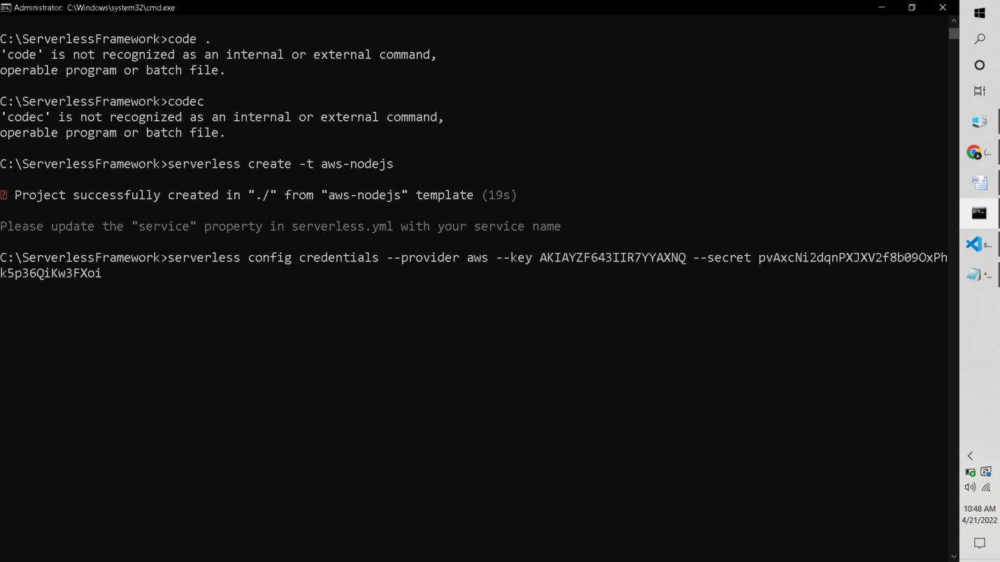 Administrator: C:\Windows\system32\cmd.exe
C:\ServerlessFramework>code .
'code' is not recognized as an internal or external command,
operable program or batch file.
C:\ServerlessFramework>codec
'codec' is not recognized as an internal or external command,
operable program or batch file.
C:\ServerlessFramework>serverless create -t aws-nodejs
Project successfully created in "./" from "aws-nodejs" template (19s)
Please update the "service" property in serverless.yml with your service name
C:\ServerlessFramework>serverless config credentials --provider aws --key AKIAYZF643IIR7YYAXNQ --secret pvAxcNi2dqnPXJXV2f8b09OxPh
k5p36QiKw3FXoi
(...
s...
*...
10:48 AM
4/21/2022